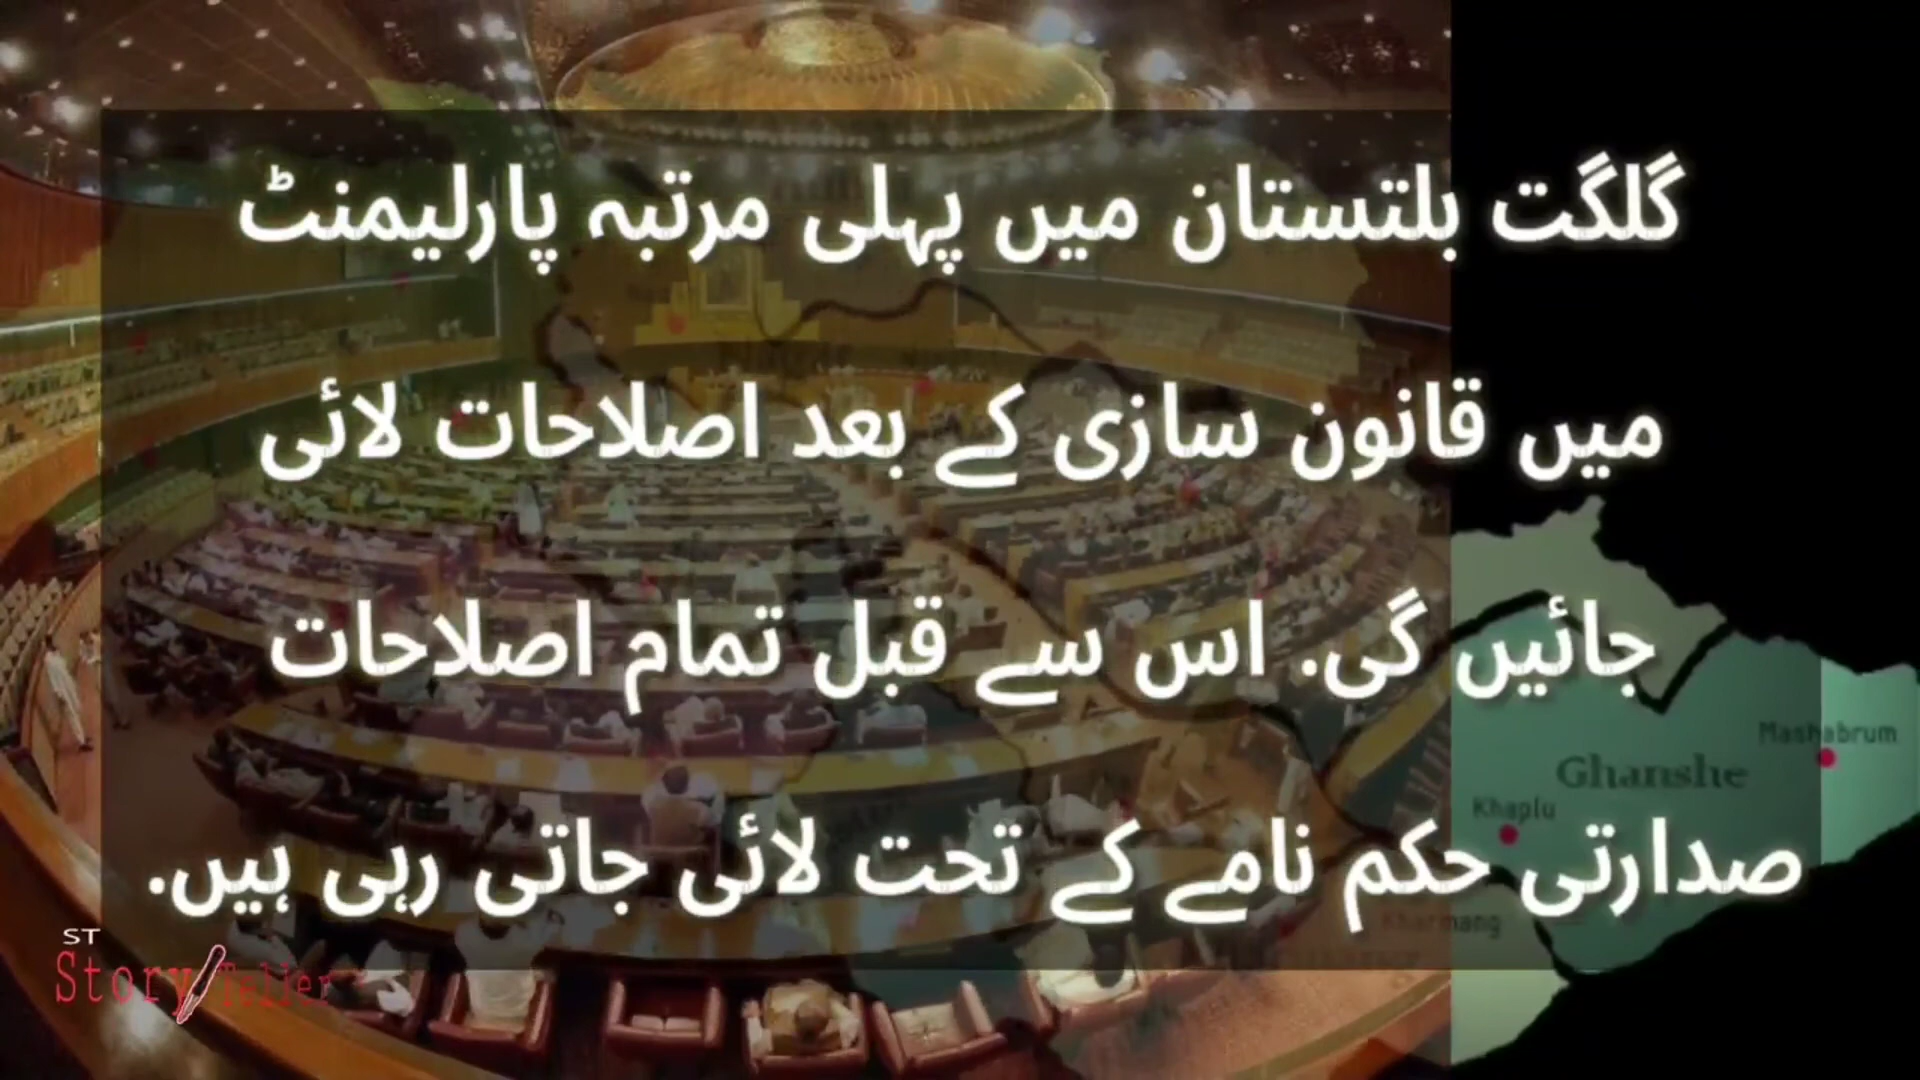 گلگت بلتستان میں پہلی مرتبہ پارلیمنٹ
میں قانون سازی کے بعد اصلاحات لائی
جائیں گی. اس سے قبل تمام اصلاحات
صدارتی حکم نامے کے تحت لائی جاتی رہی ہیں.
Mashabrum
Ghanshe
Khaplu
Kharmang
ST
Story Teller